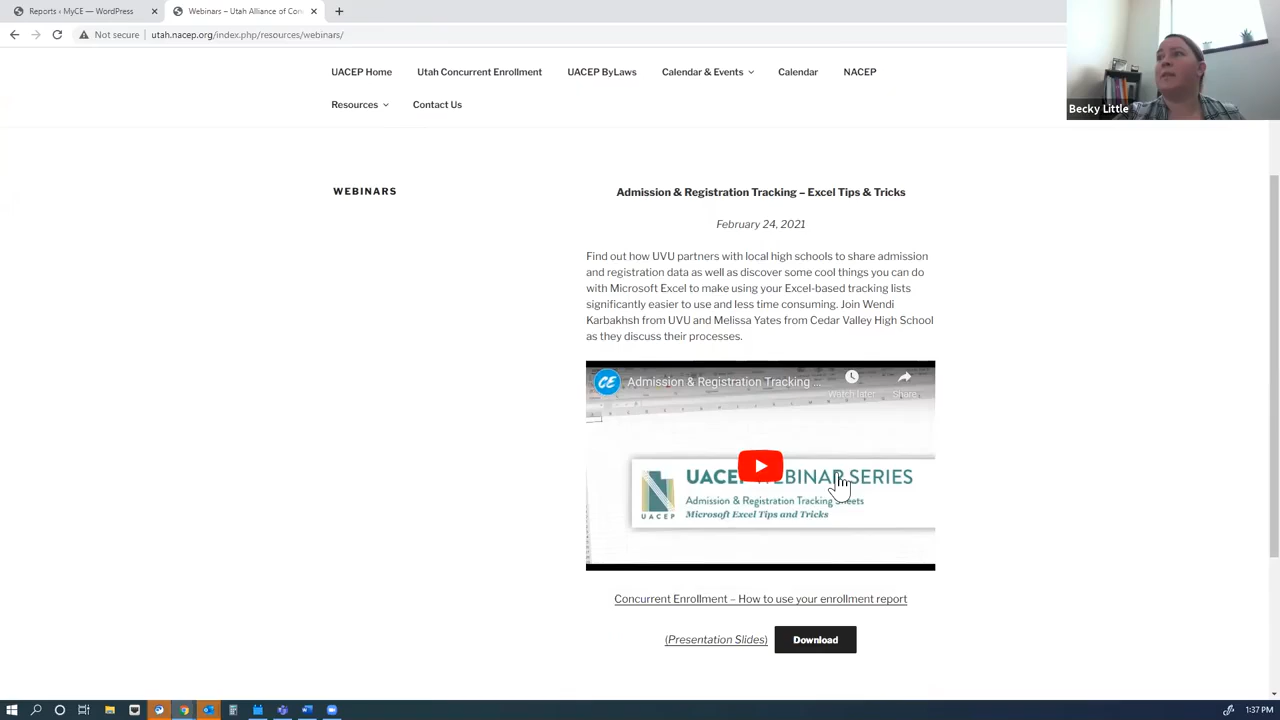 Reports ‹ MyCE — WordPress
Webinars – Utah Alliance of Con
Not secure
utah.nacep.org/index.php/resources/webinars/
UACEP Home
Utah Concurrent Enrollment
UACEP ByLaws
Calendar & Events
Calendar
NACEP
Resources
Contact Us
Becky Little
WEBINARS
Admission & Registration Tracking – Excel Tips & Tricks
February 24, 2021
Find out how UVU partners with local high schools to share admission
and registration data as well as discover some cool things you can do
with Microsoft Excel to make using your Excel-based tracking lists
significantly easier to use and less time consuming. Join Wendi
Karbakhsh from UVU and Melissa Yates from Cedar Valley High School
as they discuss their processes.
CE
Admission & Registration Tracking ...
Watch later
Share
UACEP WEBINAR SERIES
Admission & Registration Tracking Sheets
Microsoft Excel Tips and Tricks
UACEP
Concurrent Enrollment – How to use your enrollment report
(Presentation Slides)
Download
1:37 PM